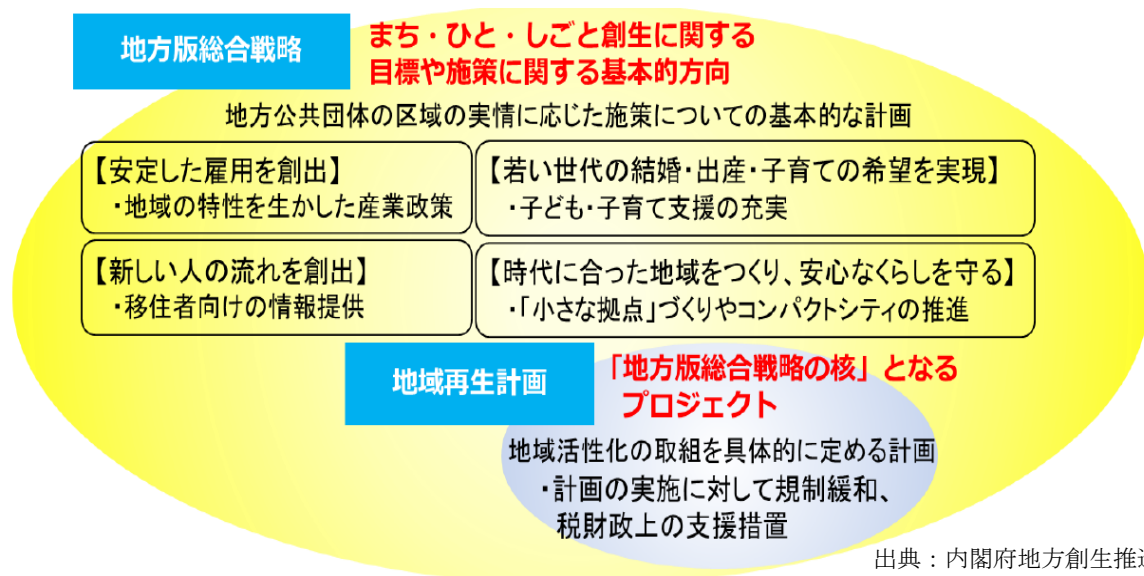 地方版総合戦略
まち・ひと・しごと創生に関する
目標や施策に関する基本的方向
地方公共団体の区域の実情に応じた施策についての基本的な計画
【安定した雇用を創出】
・地域の特性を生かした産業政策
【若い世代の結婚・出産・子育ての希望を実現】
・子ども・子育て支援の充実
【新しい人の流れを創出】
・移住者向けの情報提供
【時代に合った地域をつくり、安心なくらしを守る】
・「小さな拠点」づくりやコンパクトシティの推進
地域再生計画
「地方版総合戦略の核」となる
プロジェクト
地域活性化の取組を具体的に定める計画
・計画の実施に対して規制緩和、
税財政上の支援措置
出典：内閣府地方創生推進